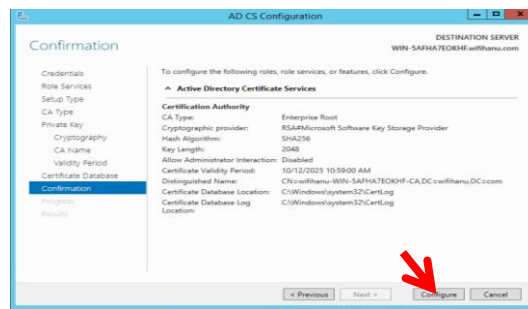 AD CS Configuration
Confirmation
DESTINATION SERVER
WIN-5AFHA7EOKHF.wifihanu.com
Credentials
Role Services
Setup Type
CA Type
Private Key
Cryptography
CA Name
Validity Period
Certificate Database
Confirmation
Progress
Results
To configure the following roles, role services, or features, click Configure.
Active Directory Certificate Services
Certification Authority
CA Type: Enterprise Root
Cryptographic provider: RSA#Microsoft Software Key Storage Provider
Hash Algorithm: SHA256
Key Length: 2048
Allow Administrator Interaction: Disabled
Certificate Validity Period: 10/12/2025 10:59:00 AM
Distinguished Name: CN=wifihanu-WIN-5AFHA7EOKHF-CA,DC=wifihanu,DC=com
Certificate Database Location: C:\Windows\system32\CertLog
Certificate Database Log Location: C:\Windows\system32\CertLog
< Previous
Next >
Configure
Cancel